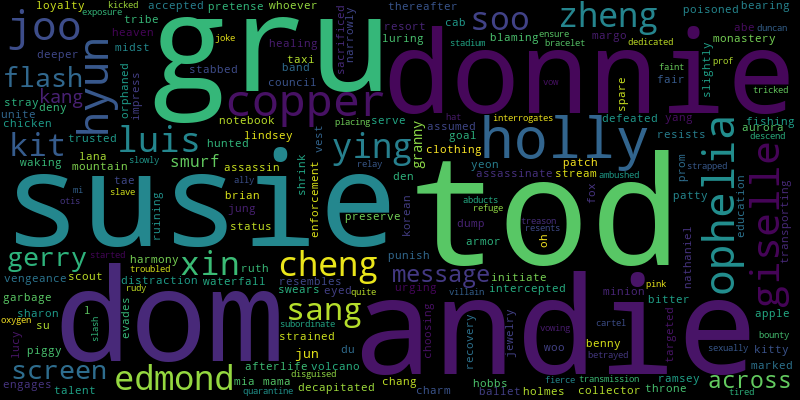 loyalty kicked accepted pretense whoever thereafter cab poisoned bearing
exposure tribe heaven joke ensure duncan
joo gru soo zheng
midst deeper sacrificed narrowly resort blaming margo abe monastery
luring bracelet dedicated prof
hyun healing taxi stadium donnie faint fair slightly tricked
flash orphaned impress stabbed band council vow
kang stray deny copper spare yang
unite notebook placing serve hat interrogates defeated fishing
chicken trusted lindsey vest granny assumed goal resists aurora
kit luis hunted ying holly clothing descend
waking lana smurf assassin shrink den yeon patch prom ophelia giselle
mountain slowly relay stream strapped
tae ally brian enforcement assassinate ambushed education
mi slave jung preserve korean abducts fox patty transporting
otis ruining status refuge
susie tod
dump treason oh
armor resents nathaniel
gerry started harmony waterfall ruth cheng punish message initiate
vengeance troubled distraction eyed urging intercepted
scout xin swears resembles villain minion pink bitter
garbage rudy quite vowing targeted
sharon l dom sang andie cartel apple
oxygen su slash evades subordinate strained choosing recovery jewelry woo benny bounty
lucy piggy jun du betrayed sexually kitty
screen disguised afterlife volcano hobbs fierce transmission ramsey marked
engages edmond mia mama chang collector throne across
talent quarantine decapitated charm ballet holmes tired